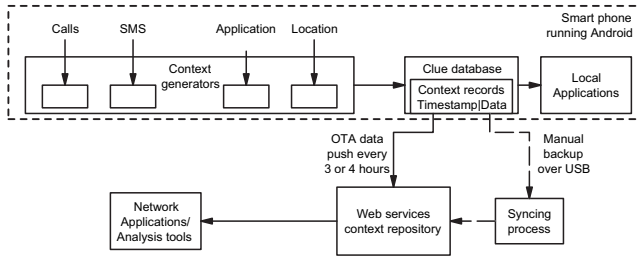 Smart phone
running Android
Calls
SMS
Application
Location
Context
generators
Clue database
Context records
Timestamp|Data
Local
Applications
OTA data
push every
3 or 4 hours
Manual
backup
over USB
Network
Applications/
Analysis tools
Web services
context repository
Syncing
process